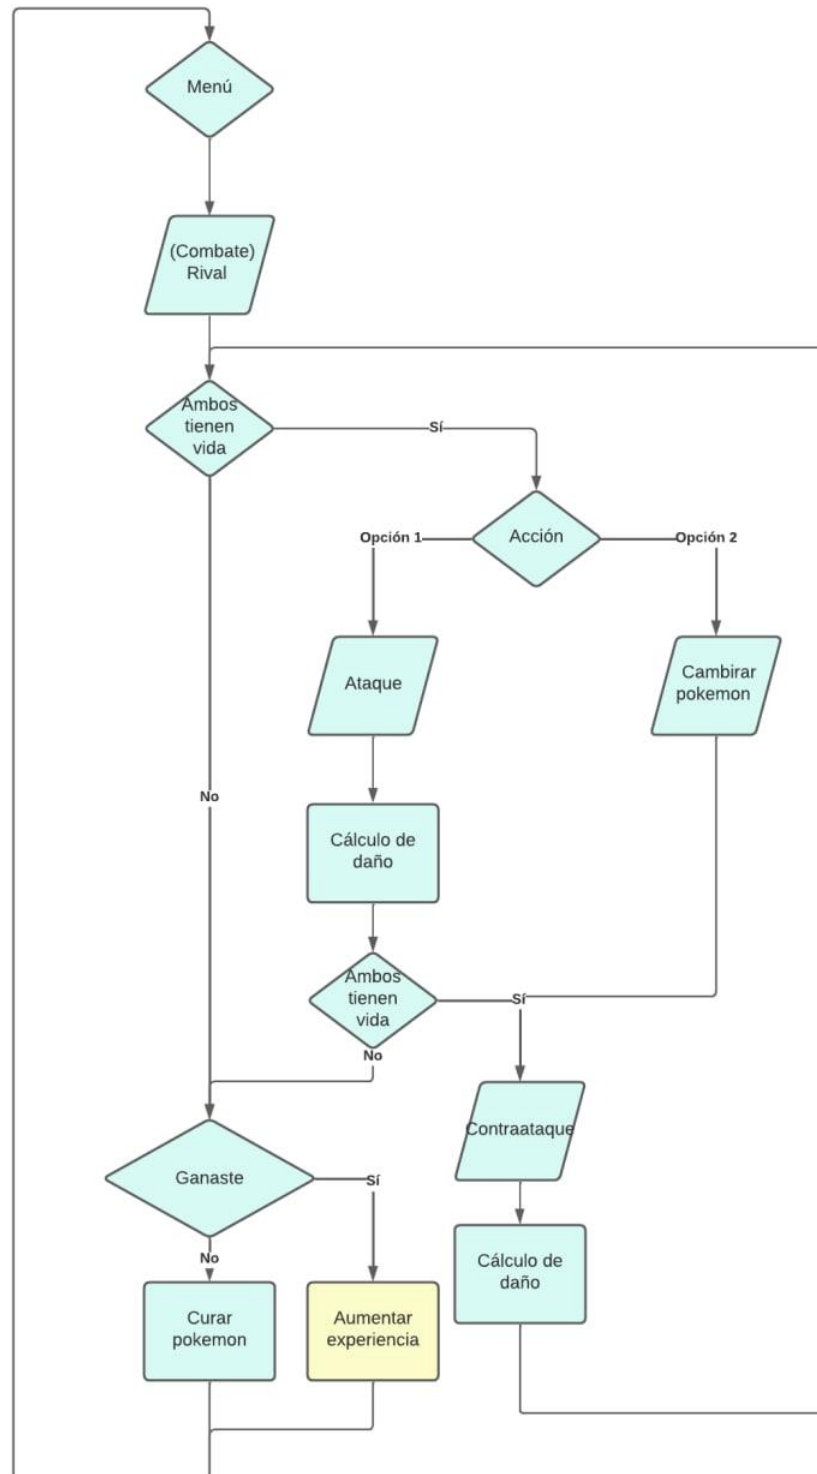 Menú
(Combate)
Rival
Ambos
tienen
vida
Sí
Acción
Opción 1
Opción 2
Ataque
Cambirar
pokemon
No
Cálculo de
daño
Ambos
tienen
vida
Sí
No
Contraataque
Ganaste
Sí
No
Cálculo de
daño
Curar
pokemon
Aumentar
experiencia